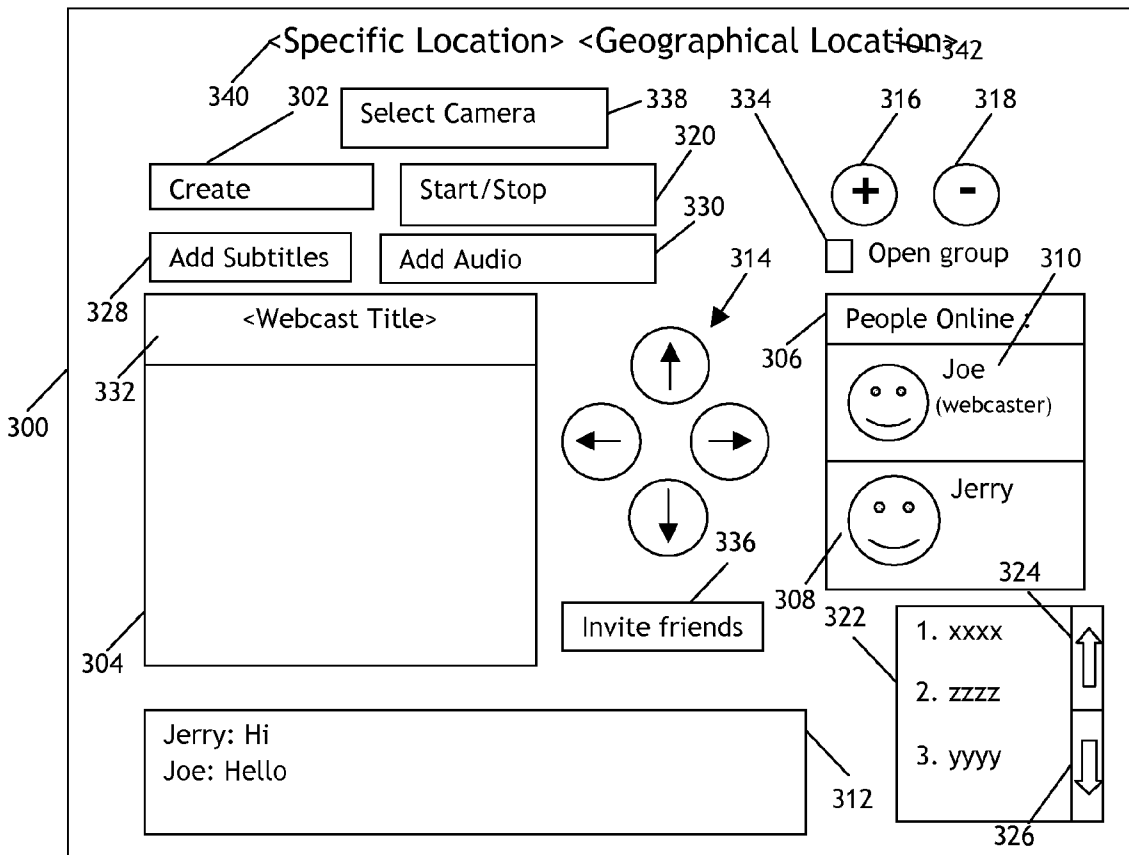 <Specific Location> <Geographical Location>
342
340
302
Select Camera
338
334
316
318
320
Create
Start/Stop
+
-
330
Add Subtitles
Add Audio
314
Open group
310
328
<Webcast Title>
People Online :
306
332
Joe
(webcaster)
300
Jerry
336
324
308
322
Invite friends
1. xxxx
304
2. zzzz
Jerry: Hi
3. yyyy
Joe: Hello
312
326